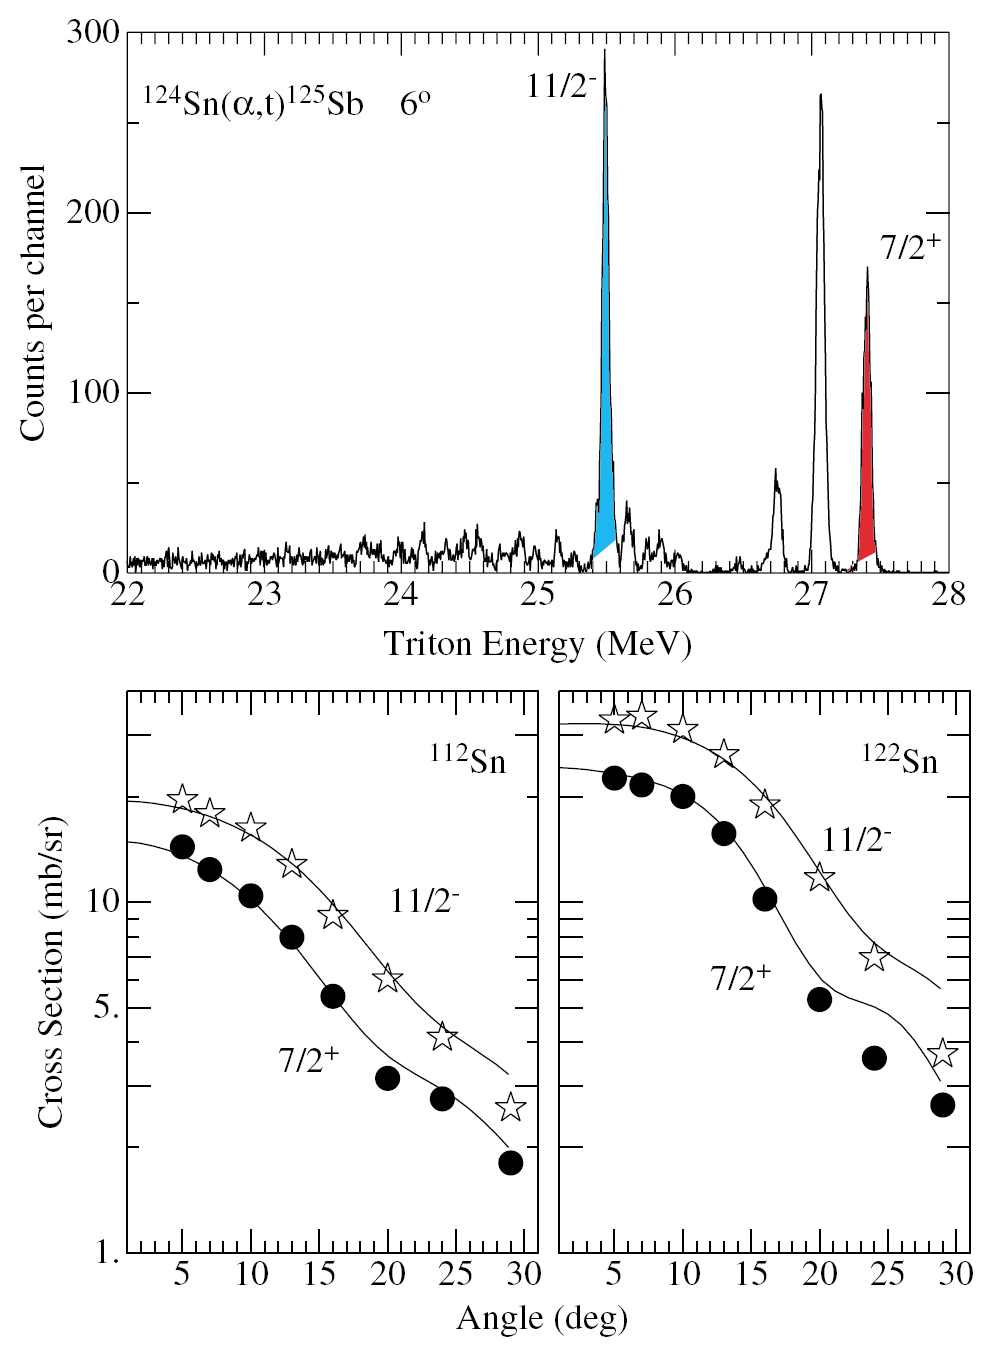 300
¹²⁴Sn(α,t)¹²⁵Sb 6º
11/2⁻
200
7/2⁺
100
0
Counts per channel
22 23 24 25 26 27 28
Triton Energy (MeV)
¹¹²Sn
¹²²Sn
10
5.
1.
11/2⁻
7/2⁺
11/2⁻
7/2⁺
Cross Section (mb/sr)
5 10 15 20 25 30
5 10 15 20 25 30
Angle (deg)